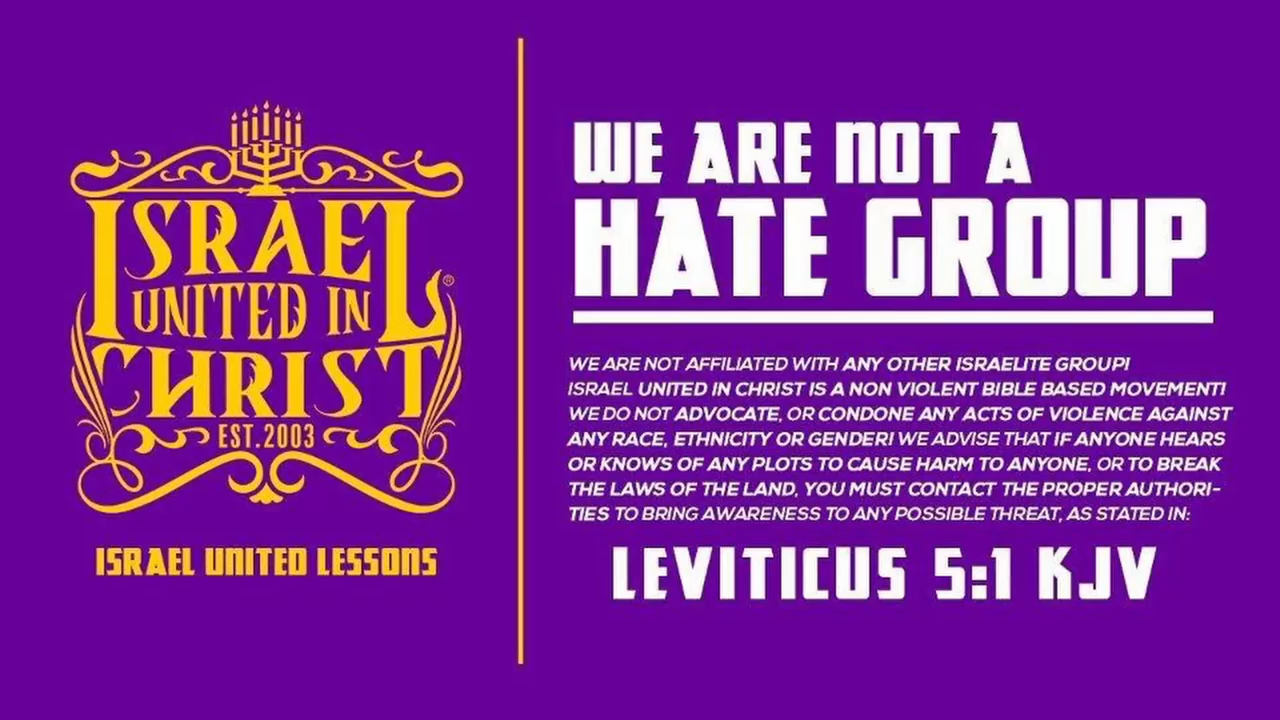 ISRAEL
UNITED IN
CHRIST
EST.2003
®
ISRAEL UNITED LESSONS
WE ARE NOT A
HATE GROUP
WE ARE NOT AFFILIATED WITH ANY OTHER ISRAELITE GROUP!
ISRAEL UNITED IN CHRIST IS A NON VIOLENT BIBLE BASED MOVEMENT!
WE DO NOT ADVOCATE, OR CONDONE ANY ACTS OF VIOLENCE AGAINST
ANY RACE, ETHNICITY OR GENDER! WE ADVISE THAT IF ANYONE HEARS
OR KNOWS OF ANY PLOTS TO CAUSE HARM TO ANYONE, OR TO BREAK
THE LAWS OF THE LAND, YOU MUST CONTACT THE PROPER AUTHORI-
TIES TO BRING AWARENESS TO ANY POSSIBLE THREAT, AS STATED IN:
LEVITICUS 5:1 KJV